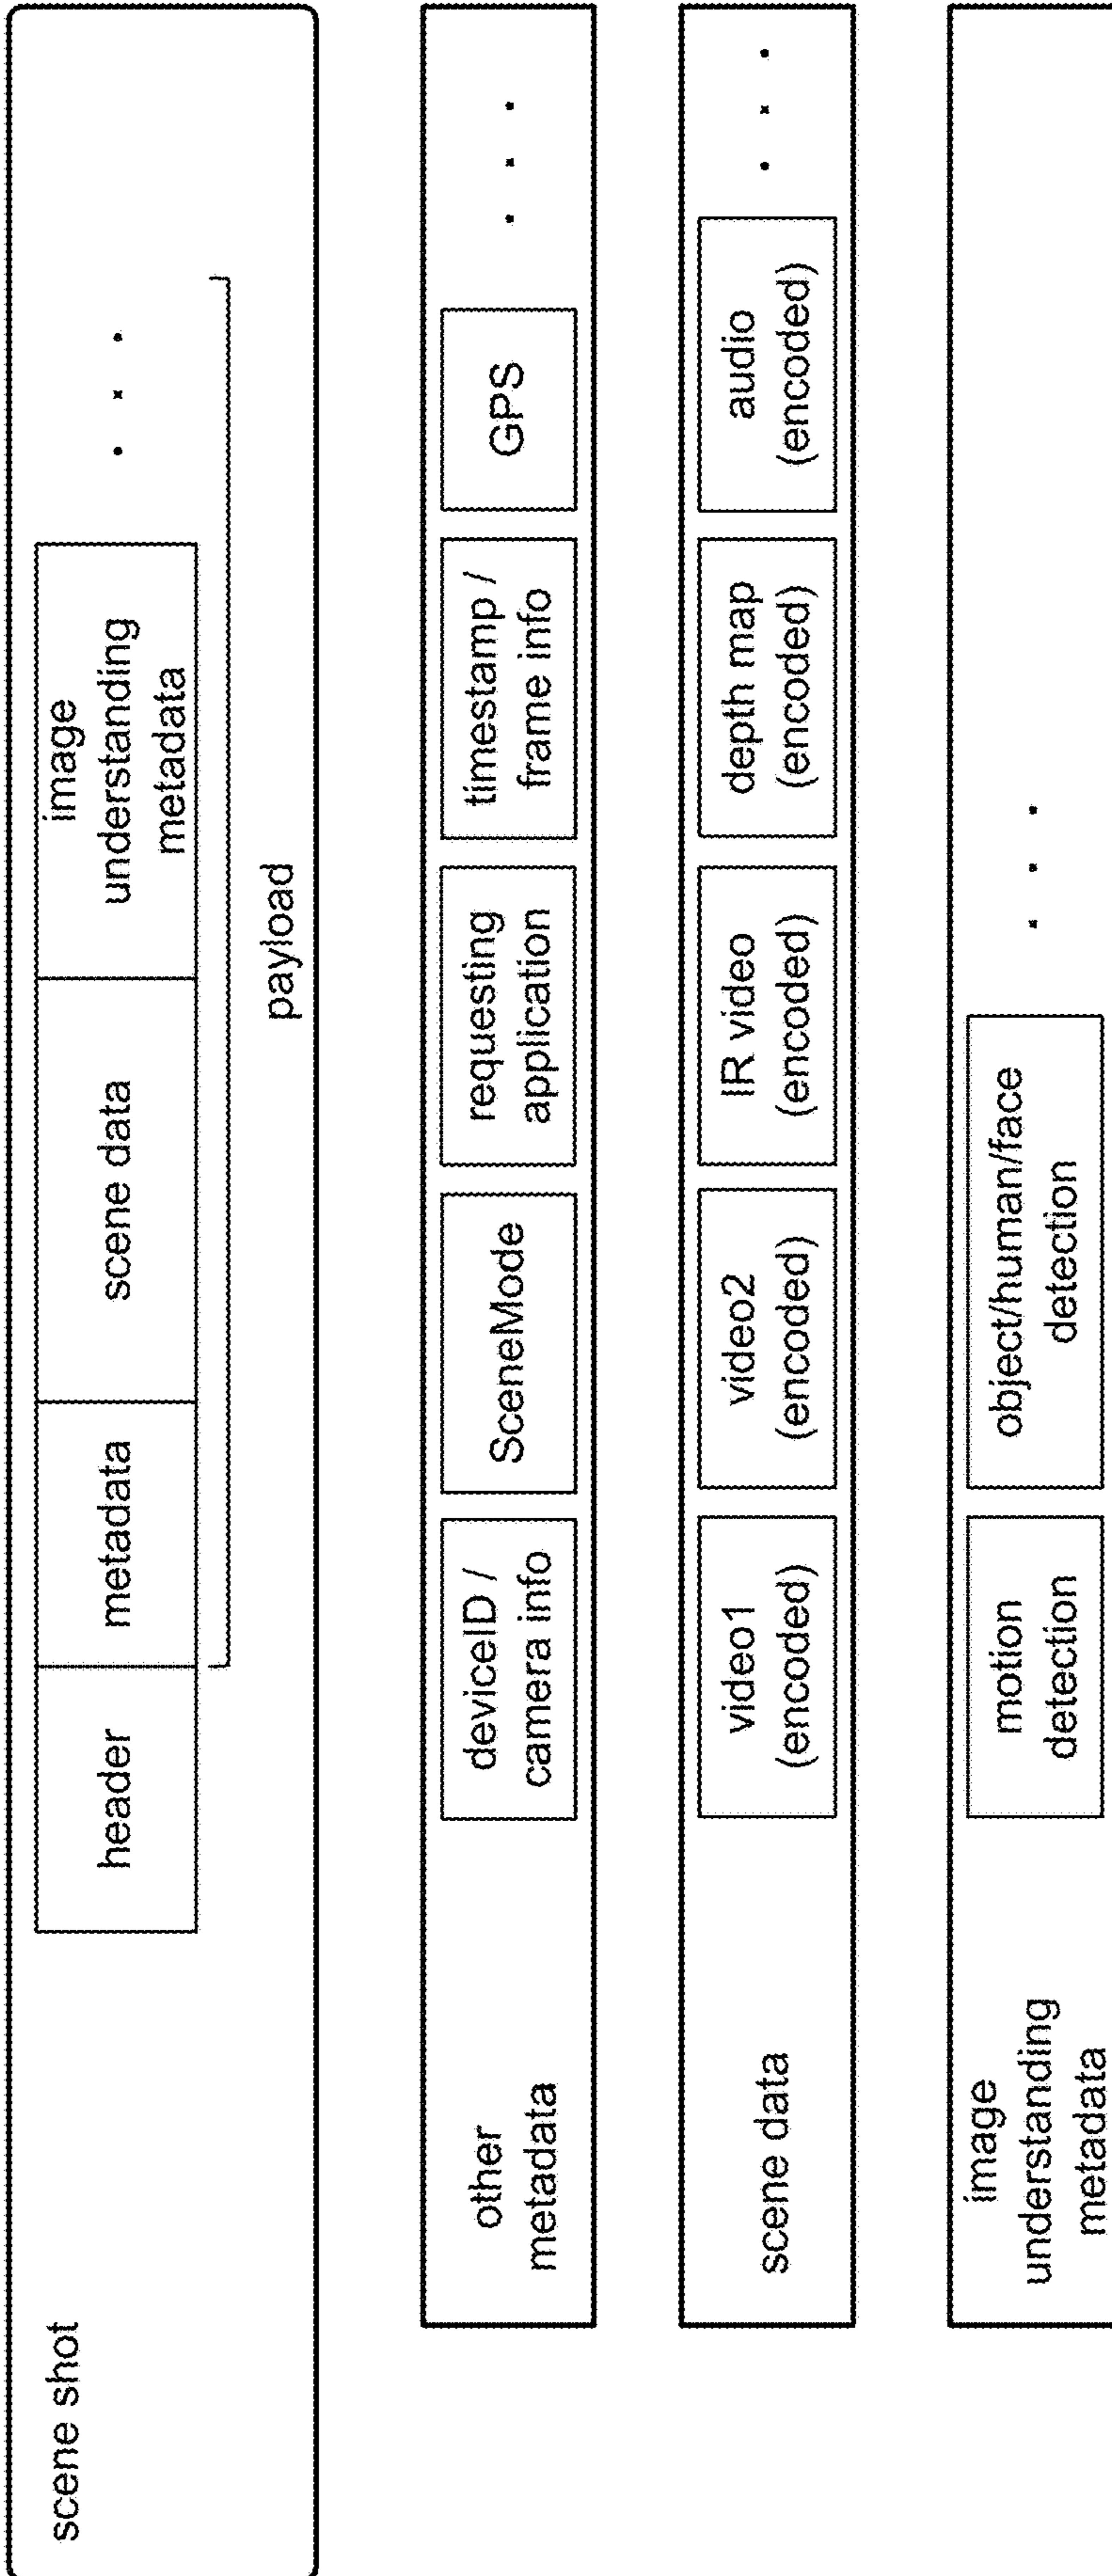 scene shot
header
metadata
scene data
image
understanding
metadata
payload
other
metadata
deviceID /
camera info
SceneMode
requesting
application
timestamp /
frame info
GPS
scene data
video1
(encoded)
video2
(encoded)
IR video
(encoded)
depth map
(encoded)
audio
(encoded)
image
understanding
metadata
motion
detection
object/human/face
detection